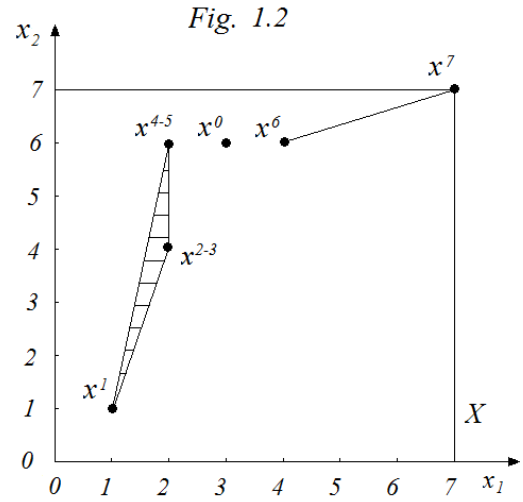 Fig. 1.2
x₂
x⁷
7
x⁴⁻⁵ x⁰ x⁶
6
5
4
x²⁻³
3
2
x¹
1
X
0
0 1 2 3 4 5 6 7 x₁